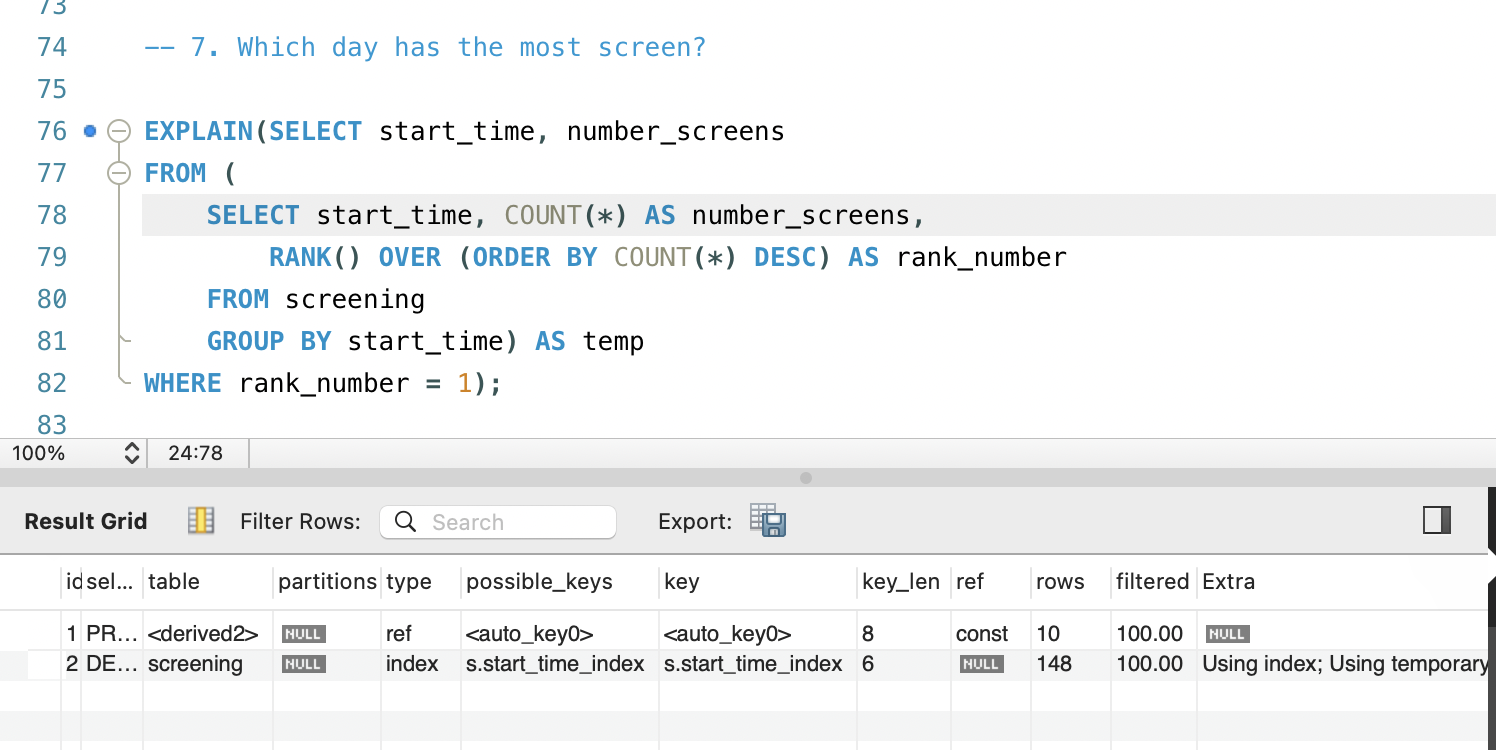 73
74 -- 7. Which day has the most screen?
75
76 EXPLAIN(SELECT start_time, number_screens
77 FROM (
78 SELECT start_time, COUNT(*) AS number_screens,
79 RANK() OVER (ORDER BY COUNT(*) DESC) AS rank_number
80 FROM screening
81 GROUP BY start_time) AS temp
82 WHERE rank_number = 1);
83
100% 24:78
Result Grid Filter Rows: Search Export:
id sel... table partitions type possible_keys key key_len ref rows filtered Extra
1 PR... <derived2> NULL ref <auto_key0> <auto_key0> 8 const 10 100.00 NULL
2 DE... screening NULL index s.start_time_index s.start_time_index 6 NULL 148 100.00 Using index; Using temporary